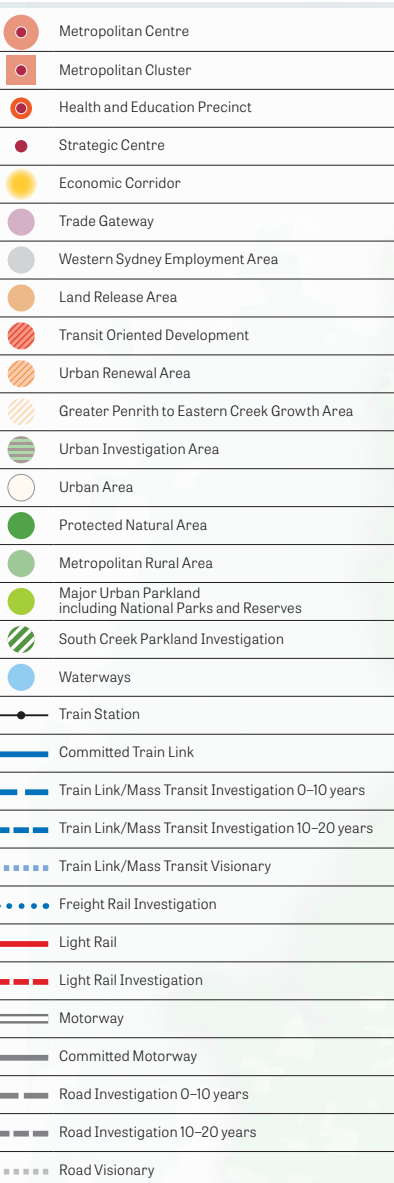 Metropolitan Centre
Metropolitan Cluster
Health and Education Precinct
Strategic Centre
Economic Corridor
Trade Gateway
Western Sydney Employment Area
Land Release Area
Transit Oriented Development
Urban Renewal Area
Greater Penrith to Eastern Creek Growth Area
Urban Investigation Area
Urban Area
Protected Natural Area
Metropolitan Rural Area
Major Urban Parkland
including National Parks and Reserves
South Creek Parkland Investigation
Waterways
Train Station
Committed Train Link
Train Link/Mass Transit Investigation 0–10 years
Train Link/Mass Transit Investigation 10–20 years
Train Link/Mass Transit Visionary
Freight Rail Investigation
Light Rail
Light Rail Investigation
Motorway
Committed Motorway
Road Investigation 0–10 years
Road Investigation 10–20 years
Road Visionary